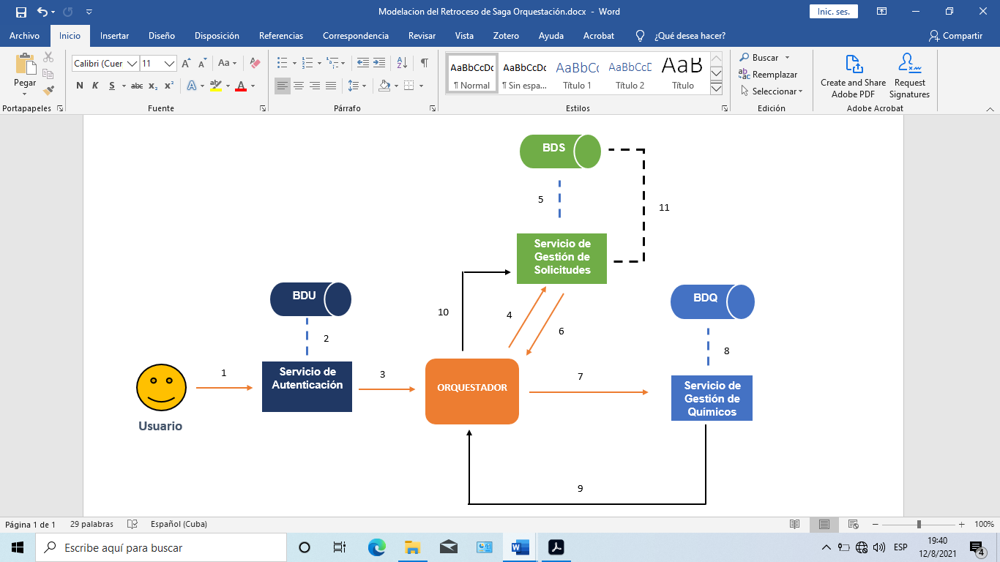 Modelacion del Retroceso de Saga Orquestación.docx - Word
Inic. ses.
Archivo Inicio Insertar Diseño Disposición Referencias Correspondencia Revisar Vista Zotero Ayuda Acrobat ¿Qué desea hacer? Compartir
Pegar
Calibri (Cuer 11
Aa
N K S abc x₂ x² A A
AaBbCcDc AaBbCcDc AaBbCc AaBbCcD AaB
¶ Normal ¶ Sin espa... Título 1 Título 2 Título
Buscar
Reemplazar
Seleccionar
Create and Share
Adobe PDF
Request
Signatures
Portapapeles Fuente Párrafo Estilos Edición Adobe Acrobat
BDS
5
11
Servicio de
Gestión de
Solicitudes
BDU
BDQ
10
4
6
2
8
1
Servicio de
Autenticación
3
ORQUESTADOR
7
Servicio de
Gestión de
Químicos
Usuario
9
Página 1 de 1 29 palabras Español (Cuba) 100%
Escribe aquí para buscar
ESP
19:40
12/8/2021
4